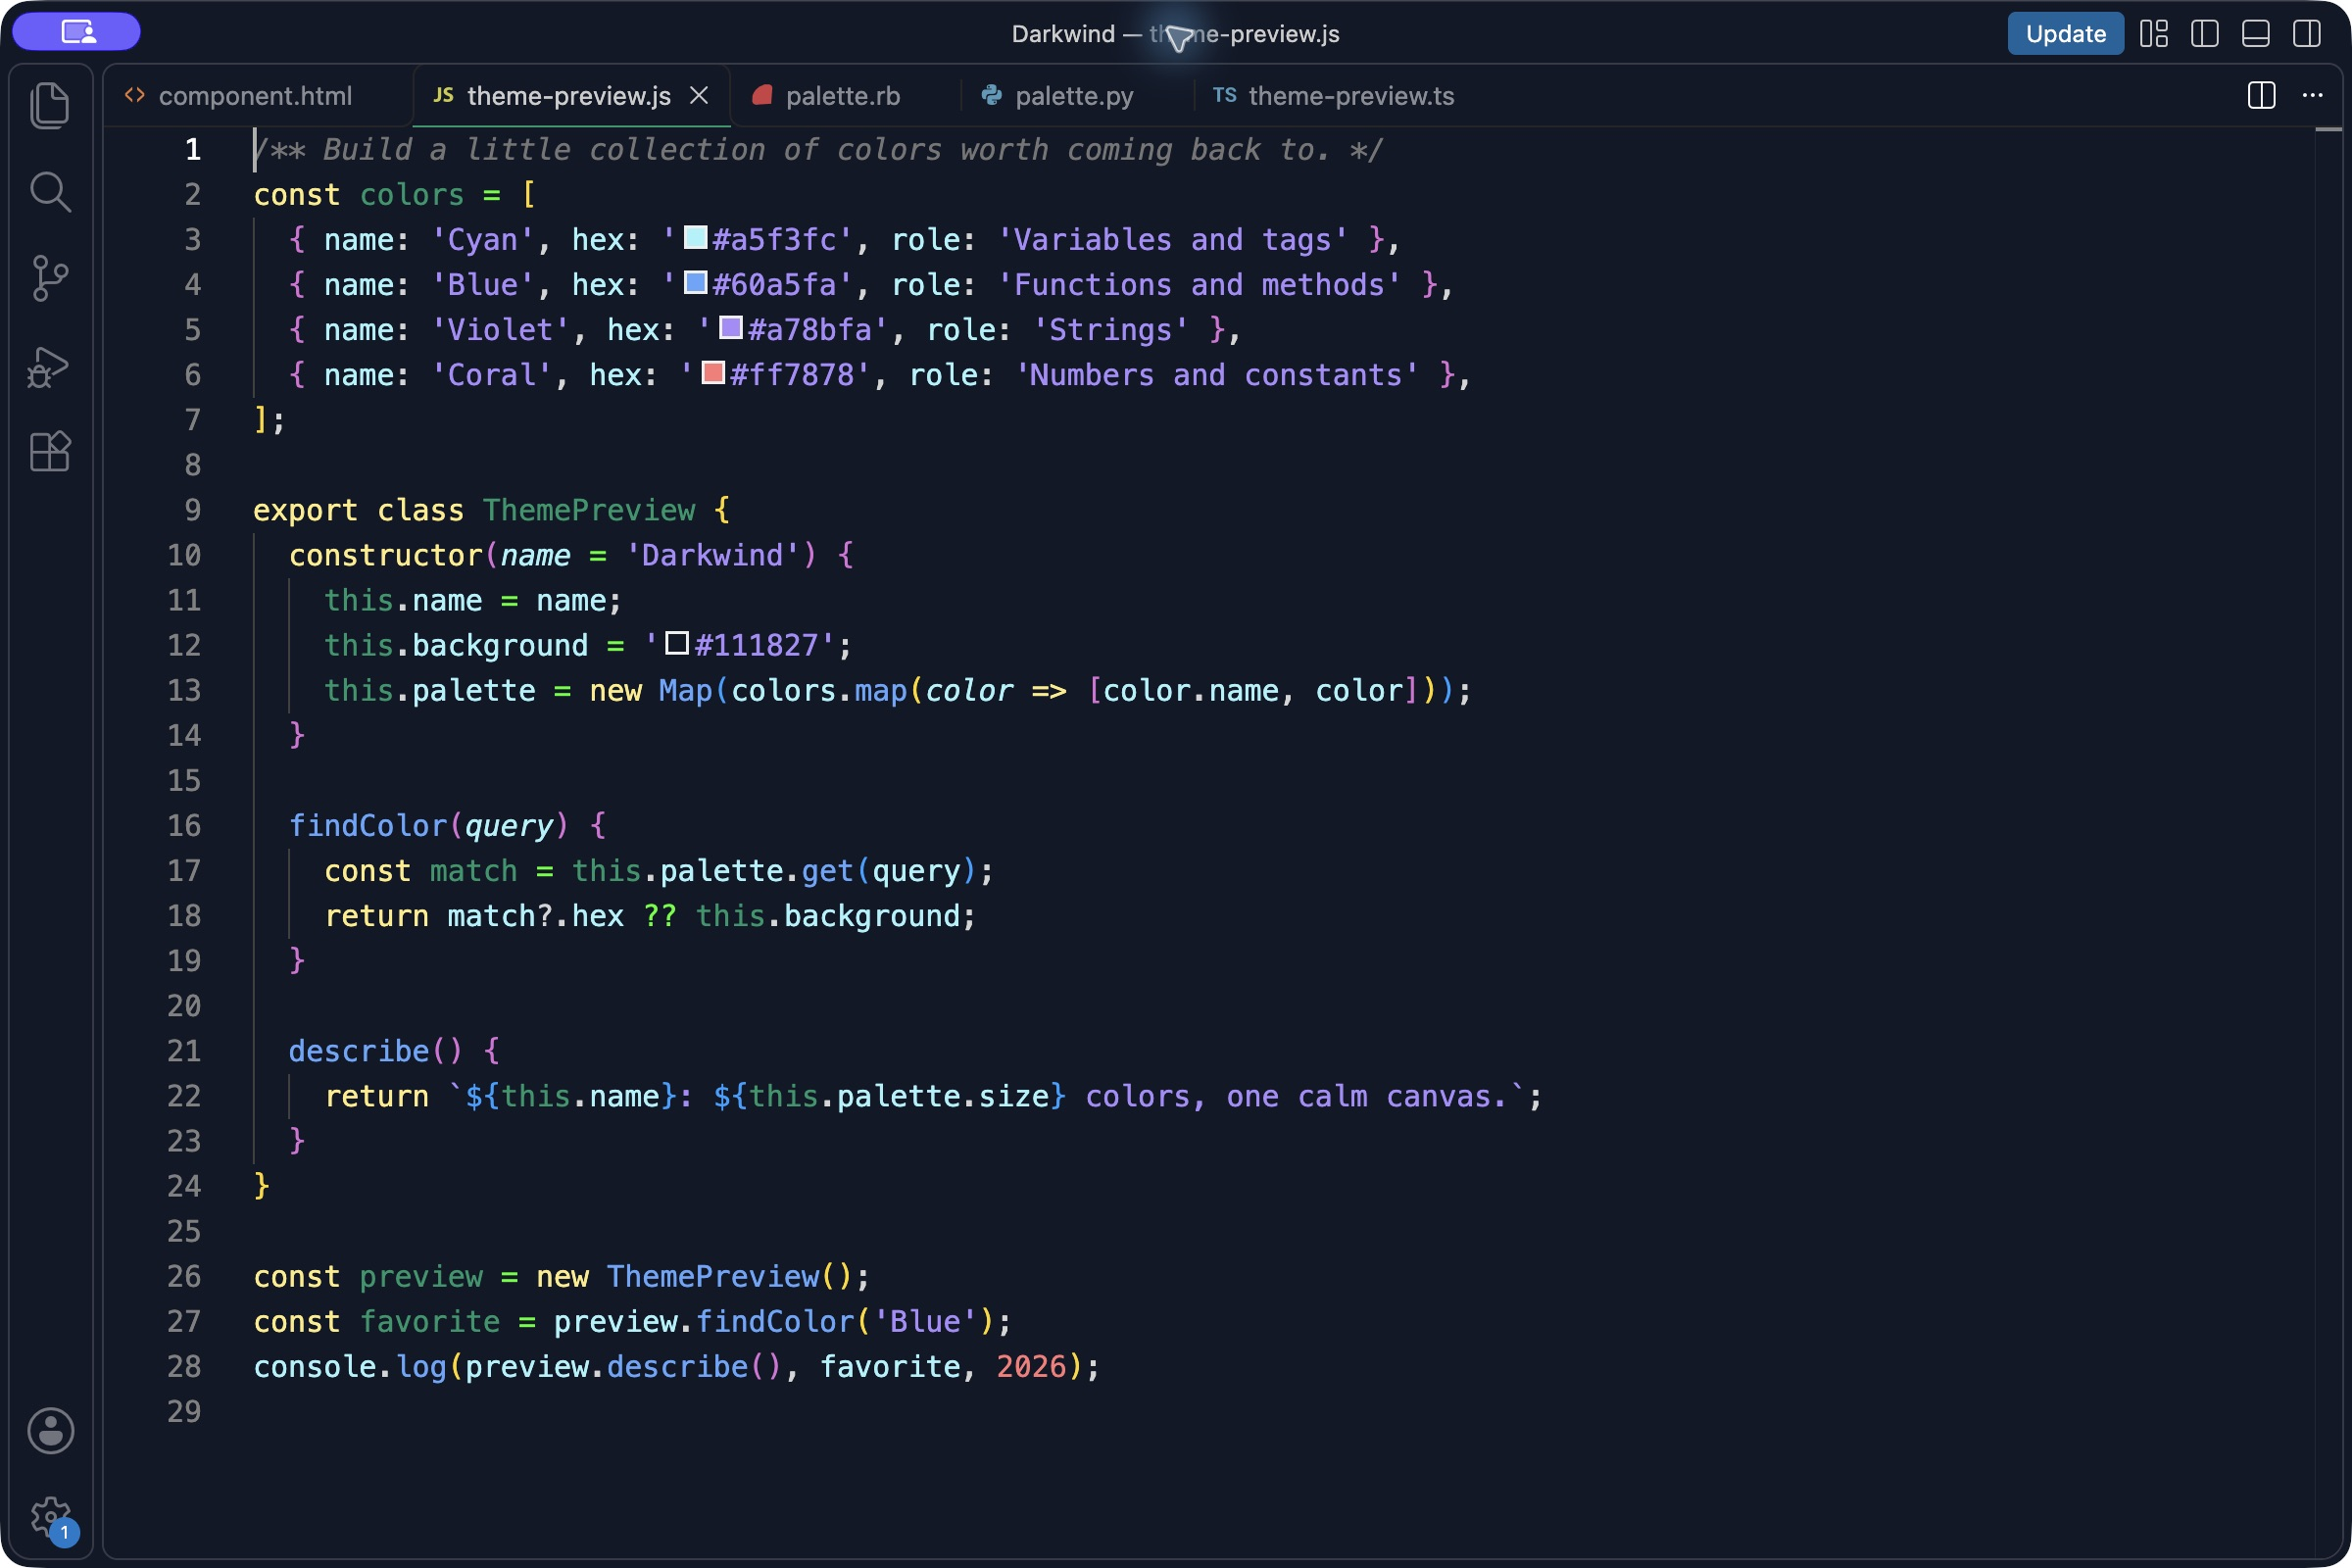 Darkwind — theme-preview.js
Update
component.html
JS theme-preview.js
palette.rb
palette.py
TS theme-preview.ts
1 /** Build a little collection of colors worth coming back to. */
2 const colors = [
3 { name: 'Cyan', hex: '#a5f3fc', role: 'Variables and tags' },
4 { name: 'Blue', hex: '#60a5fa', role: 'Functions and methods' },
5 { name: 'Violet', hex: '#a78bfa', role: 'Strings' },
6 { name: 'Coral', hex: '#ff7878', role: 'Numbers and constants' },
7 ];
8
9 export class ThemePreview {
10 constructor(name = 'Darkwind') {
11 this.name = name;
12 this.background = '#111827';
13 this.palette = new Map(colors.map(color => [color.name, color]));
14 }
15
16 findColor(query) {
17 const match = this.palette.get(query);
18 return match?.hex ?? this.background;
19 }
20
21 describe() {
22 return `${this.name}: ${this.palette.size} colors, one calm canvas.`;
23 }
24 }
25
26 const preview = new ThemePreview();
27 const favorite = preview.findColor('Blue');
28 console.log(preview.describe(), favorite, 2026);
29
1